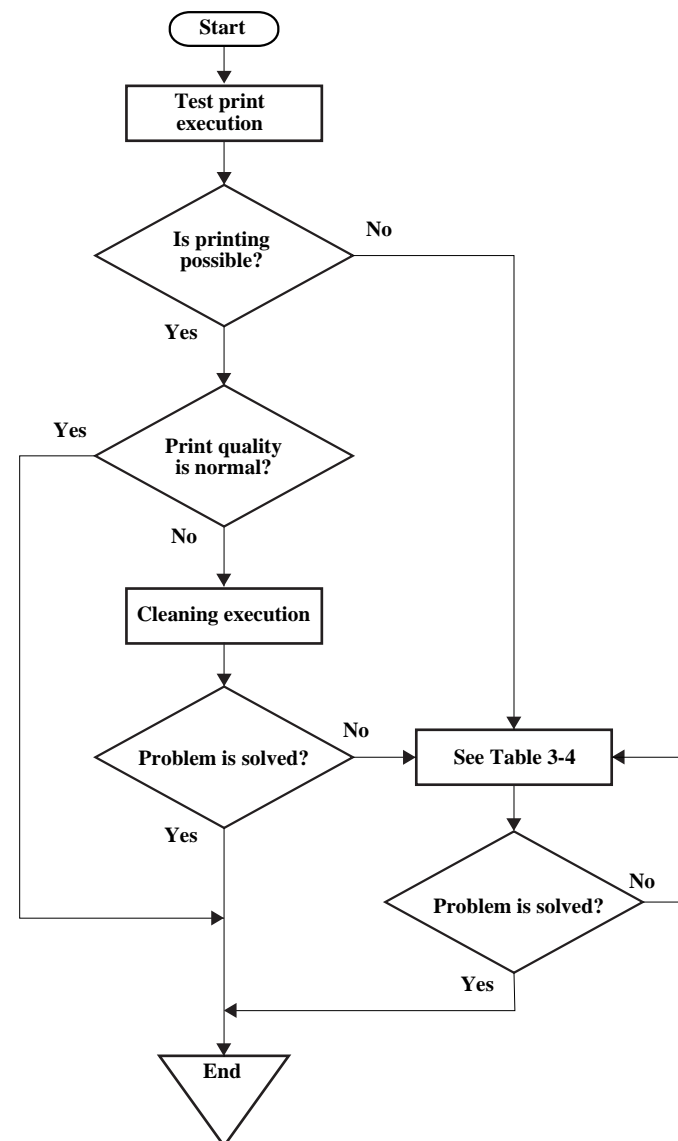 Start
Test print
execution
Is printing
possible?
No
Yes
Yes
Print quality
is normal?
No
Cleaning execution
Problem is solved?
No
See Table 3-4
Yes
Problem is solved?
No
Yes
End